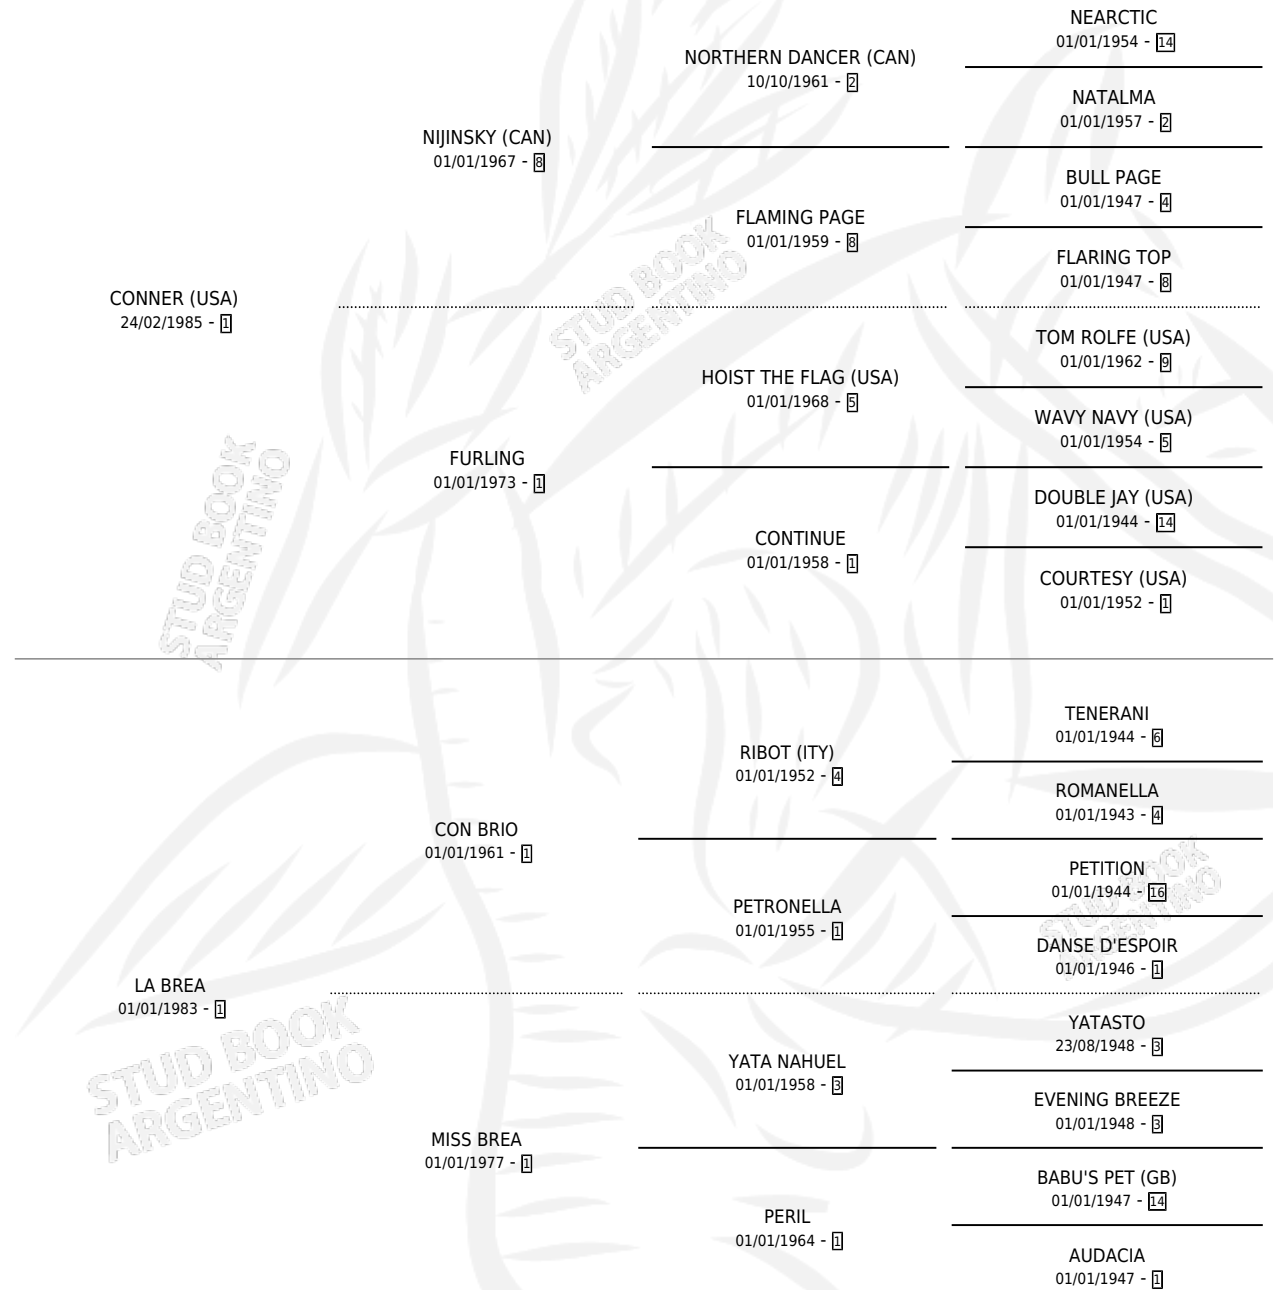 NEARCTIC
01/01/1954 - 14
NORTHERN DANCER (CAN)
10/10/1961 - 2
NATALMA
01/01/1957 - 2
NIJINSKY (CAN)
01/01/1967 - 8
BULL PAGE
01/01/1947 - 4
FLAMING PAGE
01/01/1959 - 8
FLARING TOP
01/01/1947 - 8
CONNER (USA)
24/02/1985 - 1
TOM ROLFE (USA)
01/01/1962 - 9
HOIST THE FLAG (USA)
01/01/1968 - 5
WAVY NAVY (USA)
01/01/1954 - 5
FURLING
01/01/1973 - 1
DOUBLE JAY (USA)
01/01/1944 - 14
CONTINUE
01/01/1958 - 1
COURTESY (USA)
01/01/1952 - 1
TENERANI
01/01/1944 - 6
RIBOT (ITY)
01/01/1952 - 4
ROMANELLA
01/01/1943 - 4
CON BRIO
01/01/1961 - 1
PETITION
01/01/1944 - 16
PETRONELLA
01/01/1955 - 1
DANSE D'ESPOIR
01/01/1946 - 1
LA BREA
01/01/1983 - 1
YATASTO
23/08/1948 - 3
YATA NAHUEL
01/01/1958 - 3
EVENING BREEZE
01/01/1948 - 3
MISS BREA
01/01/1977 - 1
BABU'S PET (GB)
01/01/1947 - 14
PERIL
01/01/1964 - 1
AUDACIA
01/01/1947 - 1
STUD BOOK
ARGENTINO
STUD BOOK
ARGENTINO
STUD BOOK
ARGENTINO
STUD BOOK
ARGENTINO